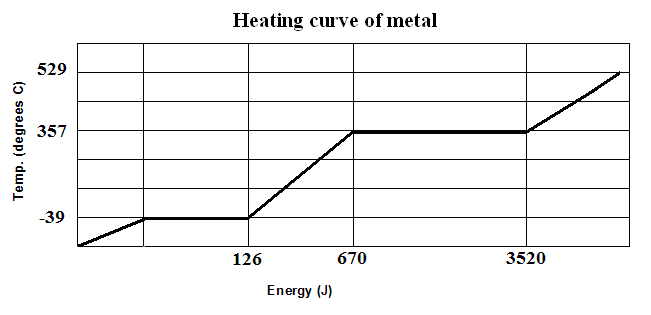 Heating curve of metal
529
357
-39
Temp. (degrees C)
126 670 3520
Energy (J)